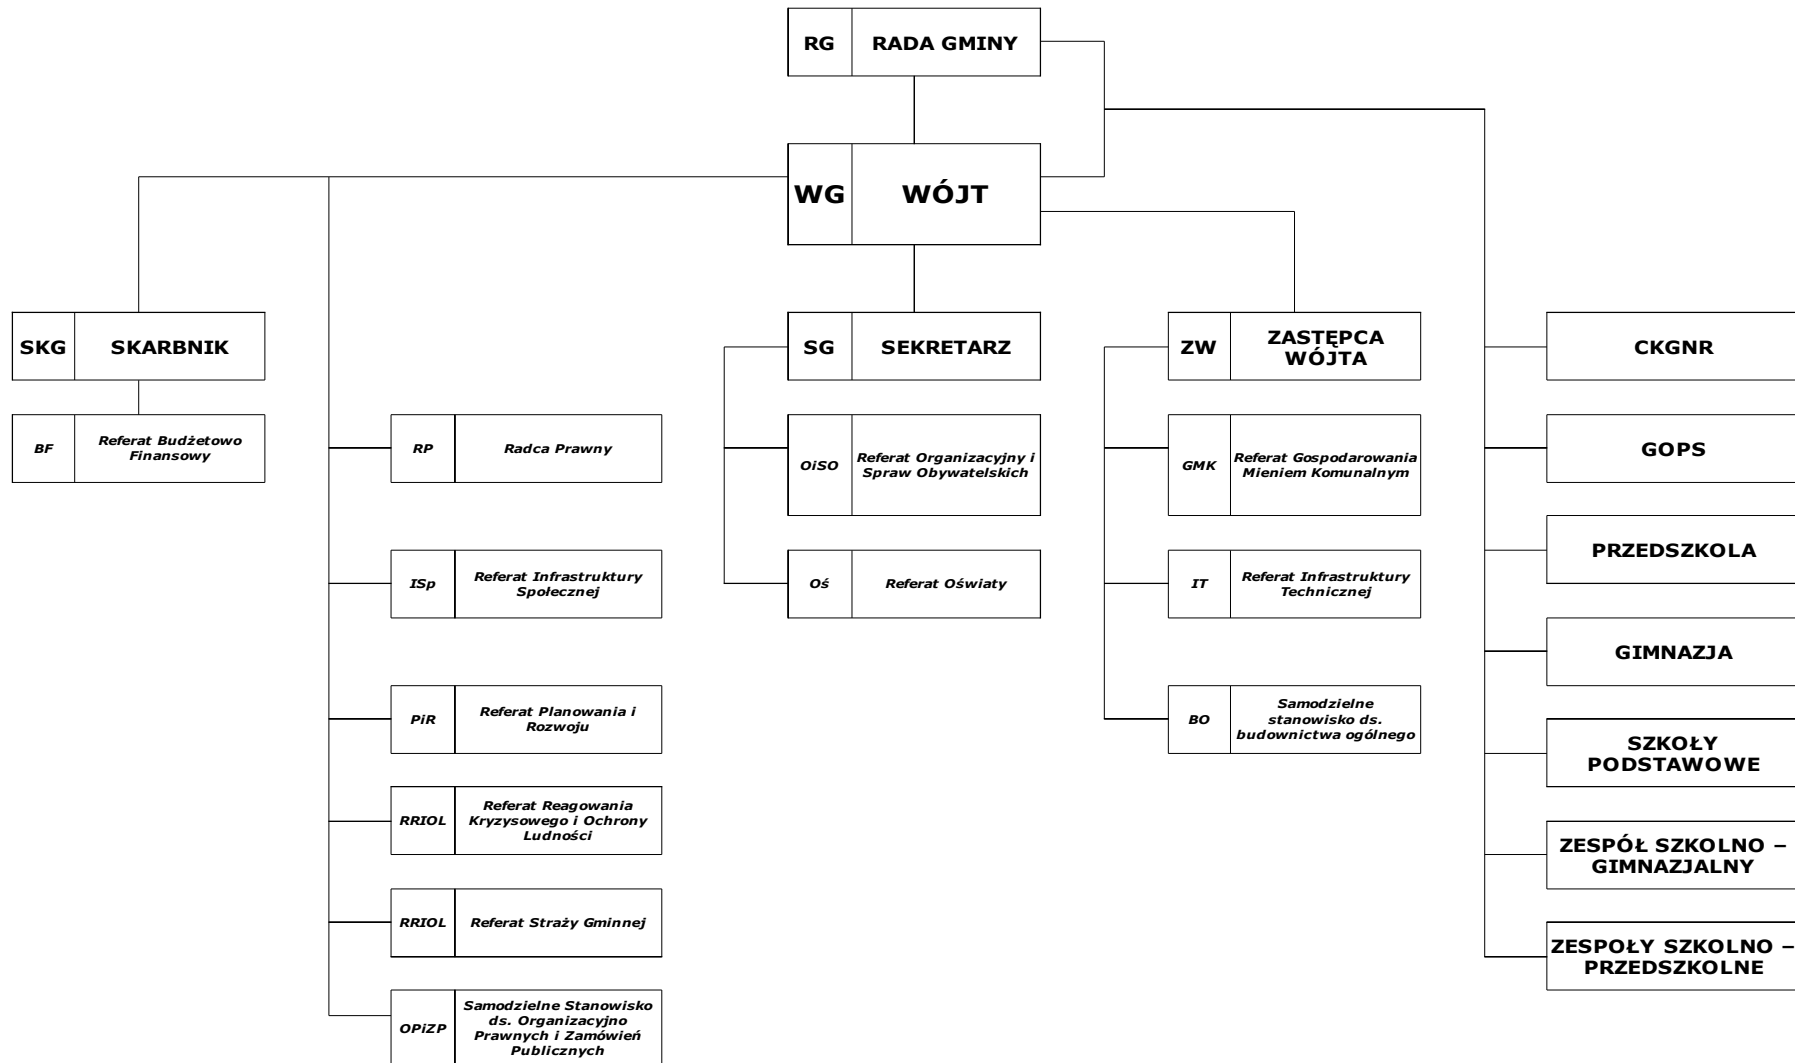 RG RADA GMINY
WG WÓJT
SKG SKARBNIK
BF Referat Budżetowo
Finansowy
RP Radca Prawny
ISp Referat Infrastruktury
Społecznej
PiR Referat Planowania i
Rozwoju
RRIOL Referat Reagowania
Kryzysowego i Ochrony
Ludności
RRIOL Referat Straży Gminnej
OPiZP Samodzielne Stanowisko
ds. Organizacyjno
Prawnych i Zamówień
Publicznych
SG SEKRETARZ
OiSO Referat Organizacyjny i
Spraw Obywatelskich
Oś Referat Oświaty
ZW ZASTĘPCA
WÓJTA
GMK Referat Gospodarowania
Mieniem Komunalnym
IT Referat Infrastruktury
Technicznej
BO Samodzielne
stanowisko ds.
budownictwa ogólnego
CKGNR
GOPS
PRZEDSZKOLA
GIMNAZJA
SZKOŁY
PODSTAWOWE
ZESPÓŁ SZKOLNO –
GIMNAZJALNY
ZESPOŁY SZKOLNO –
PRZEDSZKOLNE